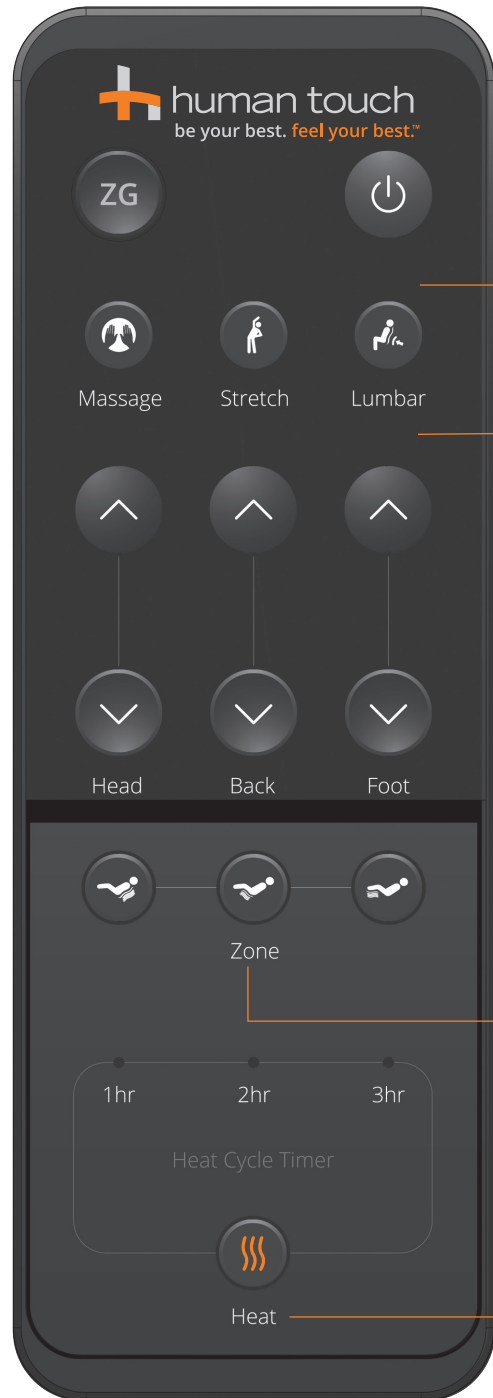 human touch
be your best. feel your best.™
ZG
Massage Stretch Lumbar
Head Back Foot
Zone
1hr 2hr 3hr
Heat Cycle Timer
Heat